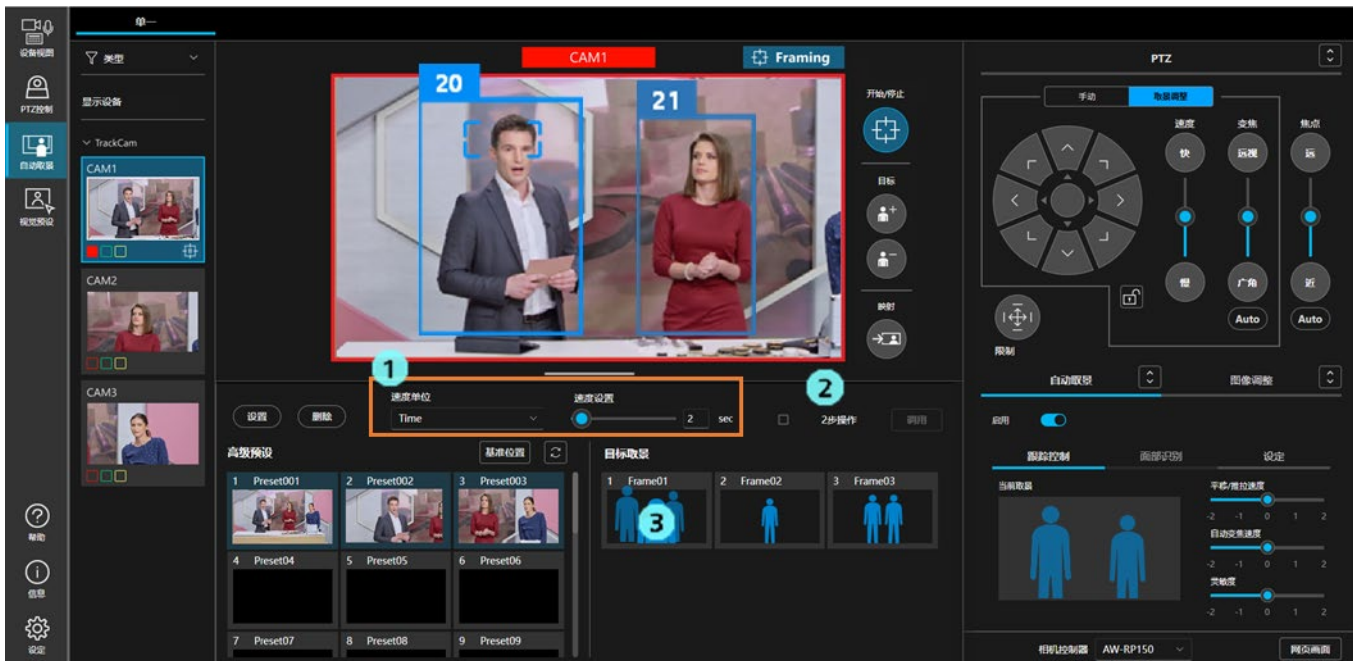 单一
设备视图
PTZ控制
自动取景
视觉预设
帮助
信息
设定
类型
显示设备
TrackCam
CAM1
CAM2
CAM3
CAM1
Framing
20
21
开始/停止
目标
映射
1
速度单位
速度设置
2
设置
删除
Time
2
sec
2步操作
调用
高级预设
基准位置
目标取景
1 Preset001
2 Preset002
3 Preset003
4 Preset04
5 Preset05
6 Preset06
7 Preset07
8 Preset08
9 Preset09
1 Frame01
2 Frame02
3 Frame03
3
PTZ
手动
取景调整
速度
变焦
焦点
快
远视
远
慢
广角
近
Auto
Auto
限制
自动取景
图像调整
启用
跟踪控制
面部识别
设定
当前取景
平移/推拉速度
-2 -1 0 1 2
自动变焦速度
-2 -1 0 1 2
灵敏度
-2 -1 0 1 2
相机控制器
AW-RP150
网页画面